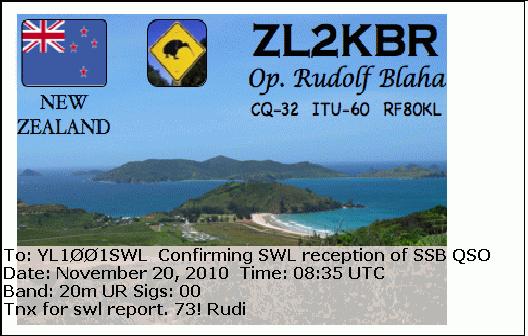 ZL2KBR
Op. Rudolf Blaha
CQ-32 ITU-60 RF80KL
NEW
ZEALAND
To: YL1ØØ1SWL Confirming SWL reception of SSB QSO
Date: November 20, 2010 Time: 08:35 UTC
Band: 20m UR Sigs: 00
Tnx for swl report. 73! Rudi